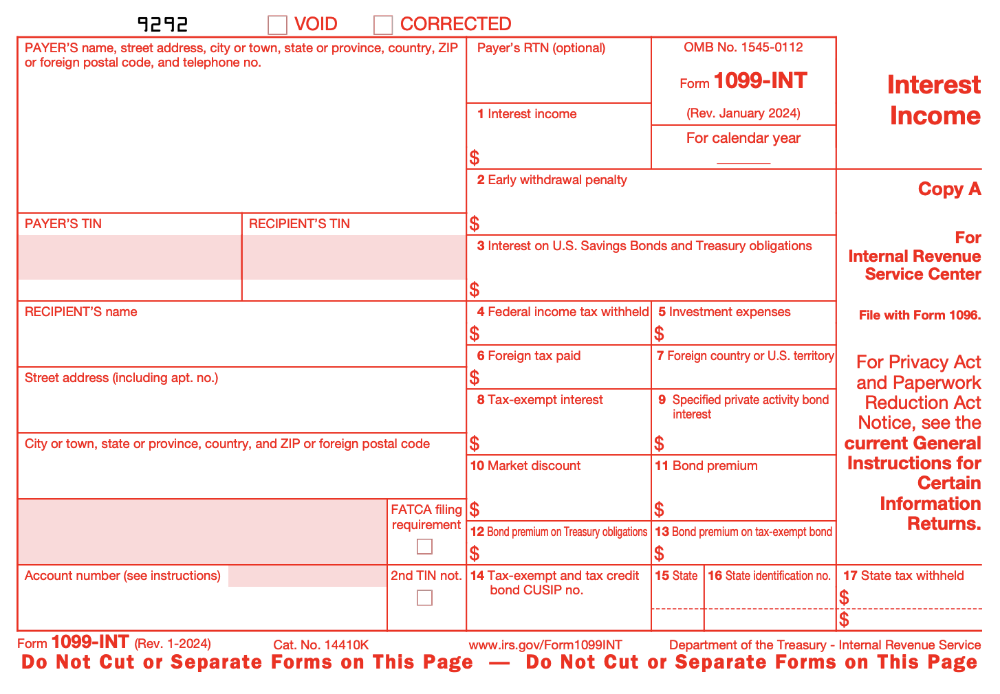 9292
VOID
CORRECTED
PAYER'S name, street address, city or town, state or province, country, ZIP
or foreign postal code, and telephone no.
Payer's RTN (optional)
OMB No. 1545-0112
Form 1099-INT
(Rev. January 2024)
For calendar year
Interest
Income
1 Interest income
$
2 Early withdrawal penalty
$
Copy A
PAYER'S TIN
RECIPIENT'S TIN
3 Interest on U.S. Savings Bonds and Treasury obligations
$
For
Internal Revenue
Service Center
File with Form 1096.
RECIPIENT'S name
4 Federal income tax withheld
$
5 Investment expenses
$
6 Foreign tax paid
$
7 Foreign country or U.S. territory
For Privacy Act
and Paperwork
Reduction Act
Notice, see the
current General
Instructions for
Certain
Information
Returns.
Street address (including apt. no.)
8 Tax-exempt interest
$
9 Specified private activity bond
interest
$
City or town, state or province, country, and ZIP or foreign postal code
10 Market discount
$
11 Bond premium
$
FATCA filing
requirement
12 Bond premium on Treasury obligations
$
13 Bond premium on tax-exempt bond
$
Account number (see instructions)
2nd TIN not.
14 Tax-exempt and tax credit
bond CUSIP no.
15 State
16 State identification no.
17 State tax withheld
$
$
Form 1099-INT (Rev. 1-2024)
Cat. No. 14410K
www.irs.gov/Form1099INT
Department of the Treasury - Internal Revenue Service
Do Not Cut or Separate Forms on This Page — Do Not Cut or Separate Forms on This Page